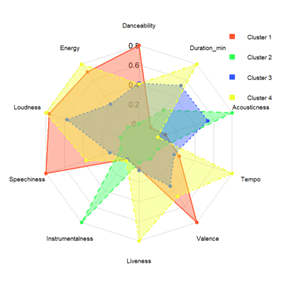 Danceability
Energy
Duration_min
Cluster 1
Cluster 2
Cluster 3
Cluster 4
0.8
0.6
0.4
0.2
0
Loudness
Acousticness
Speechiness
Tempo
Instrumentalness
Valence
Liveness